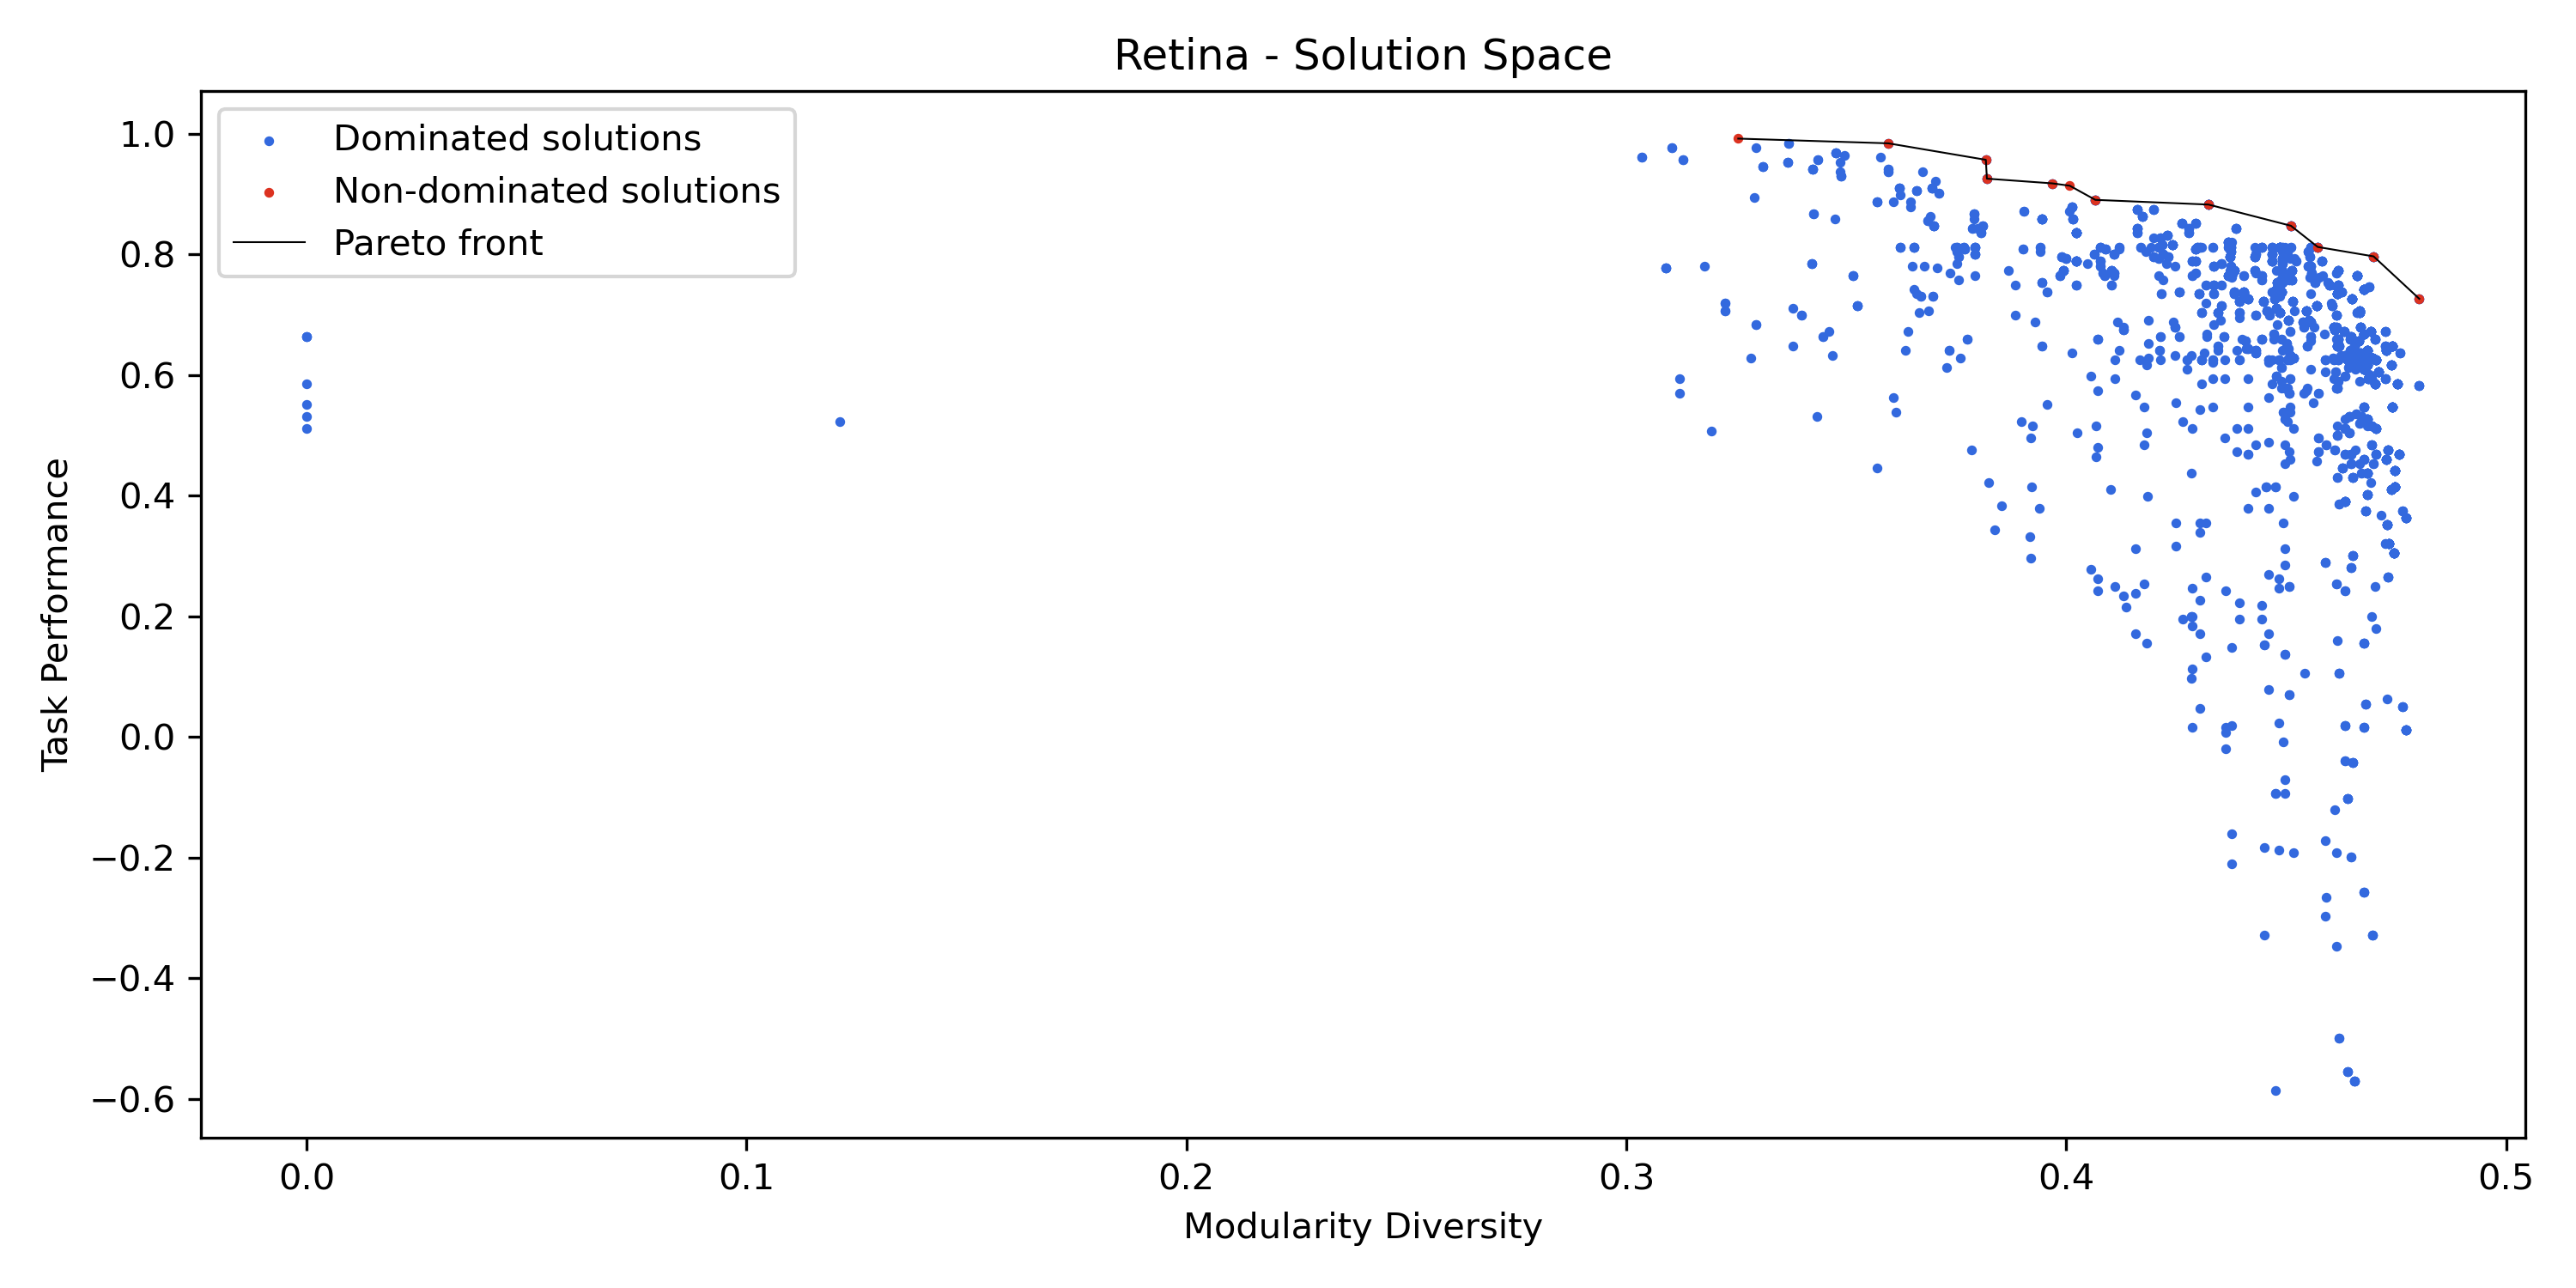 Retina - Solution Space
Dominated solutions
Non-dominated solutions
Pareto front
1.0
0.8
0.6
0.4
0.2
0.0
−0.2
−0.4
−0.6
Task Performance
0.0 0.1 0.2 0.3 0.4 0.5
Modularity Diversity